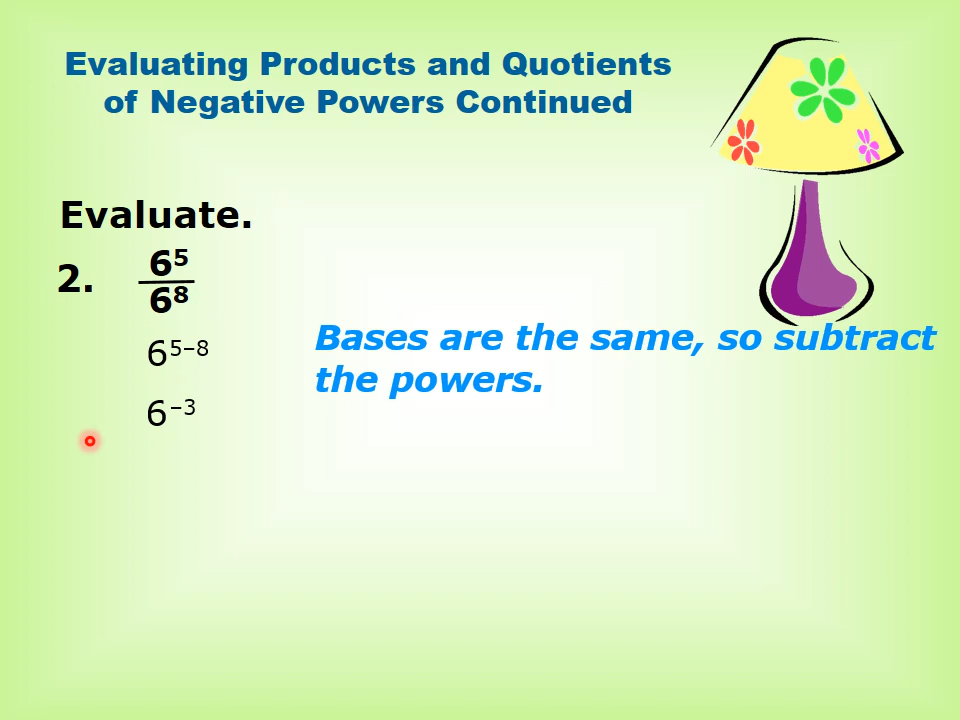 Evaluating Products and Quotients
of Negative Powers Continued
Evaluate.
2. 6⁵
6⁸
6⁵⁻⁸
6⁻³
Bases are the same, so subtract
the powers.